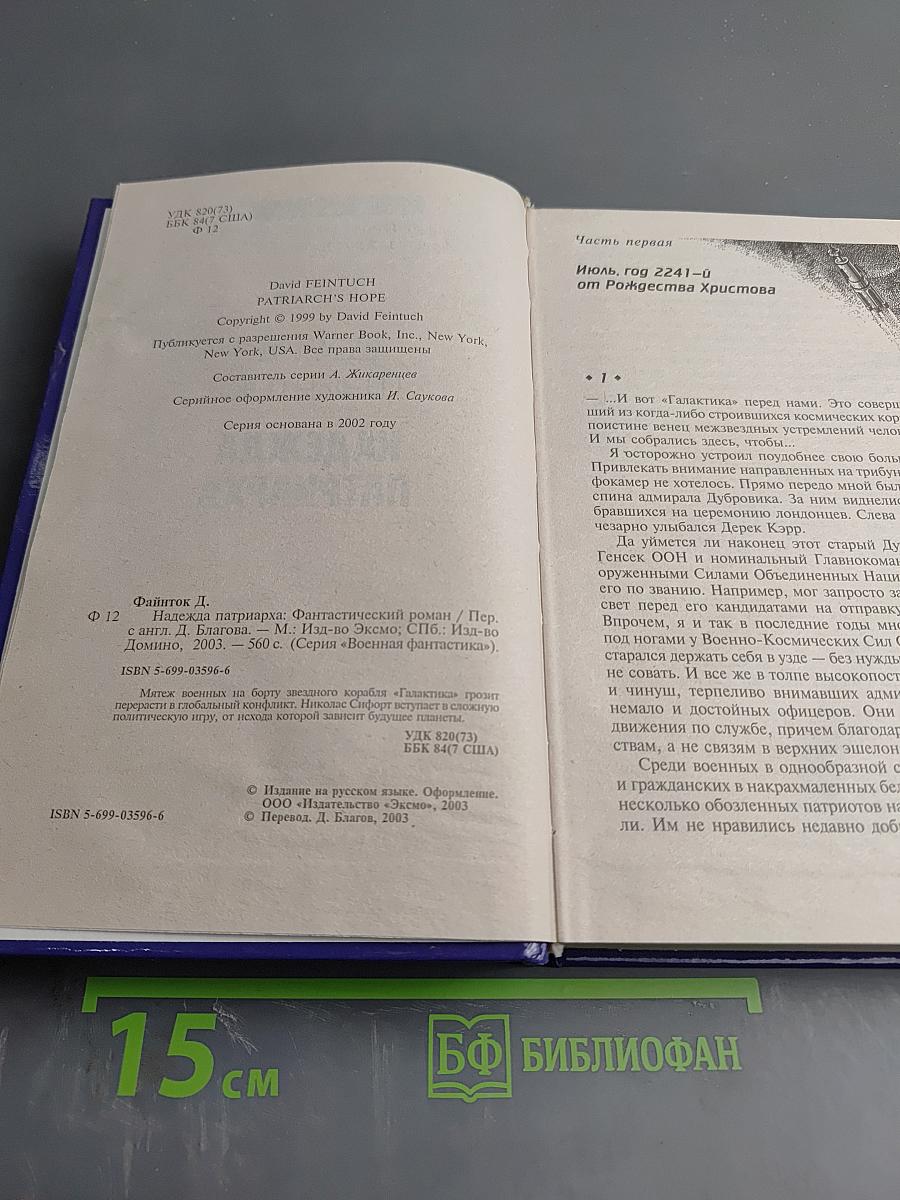 УДК 820(73)
ББК 84(7 США)
Ф 12
David FEINTUCH
PATRIARCH'S HOPE
Copyright © 1999 by David Feintuch
Публикуется с разрешения Warner Book, Inc., New York,
New York, USA. Все права защищены
Составитель серии А. Жикаренцев
Серийное оформление художника И. Саукова
Серия основана в 2002 году
Файнток Д.
Ф 12 Надежда патриарха: Фантастический роман / Пер.
с англ. Д. Благова. — М.: Изд-во Эксмо; СПб.: Изд-во
Домино, 2003. — 560 с. (Серия «Военная фантастика»).
ISBN 5-699-03596-6
Мятеж военных на борту звездного корабля «Галактика» грозит
перерасти в глобальный конфликт. Николас Сифорт вступает в сложную
политическую игру, от исхода которой зависит будущее планеты.
УДК 820(73)
ББК 84(7 США)
© Издание на русском языке. Оформление.
ООО «Издательство «Эксмо», 2003
ISBN 5-699-03596-6
© Перевод. Д. Благов, 2003
Часть первая
Июль, год 2241-й
от Рождества Христова
1
— ...И вот «Галактика» перед нами. Это соверш
ший из когда-либо строившихся космических кор
поистине венец межзвездных устремлений чело
И мы собрались здесь, чтобы...
Я осторожно устроил поудобнее свою боль
Привлекать внимание направленных на трибун
фокамер не хотелось. Прямо передо мной был
спина адмирала Дубровика. За ним виднелис
бравшихся на церемонию лондонцев. Слева
чезарно улыбался Дерек Кэрр.
Да уймется ли наконец этот старый Ду
Генсек ООН и номинальный Главнокоман
оруженными Силами Объединенных Наци
его по званию. Например, мог запросто за
свет перед его кандидатами на отправку
Впрочем, я и так в последние годы мно
под ногами у Военно-Космических Сил О
старался держать себя в узде — без нужды
не совать. И все же в толпе высокопост
и чинуш, терпеливо внимавших адми
немало и достойных офицеров. Они
движения по службе, причем благодар
ствам, а не связям в верхних эшелон
Среди военных в однообразной с
и гражданских в накрахмаленных бел
несколько обозленных патриотов на
ли. Им не нравились недавно доб
15 см
БФ БИБЛИОФАН